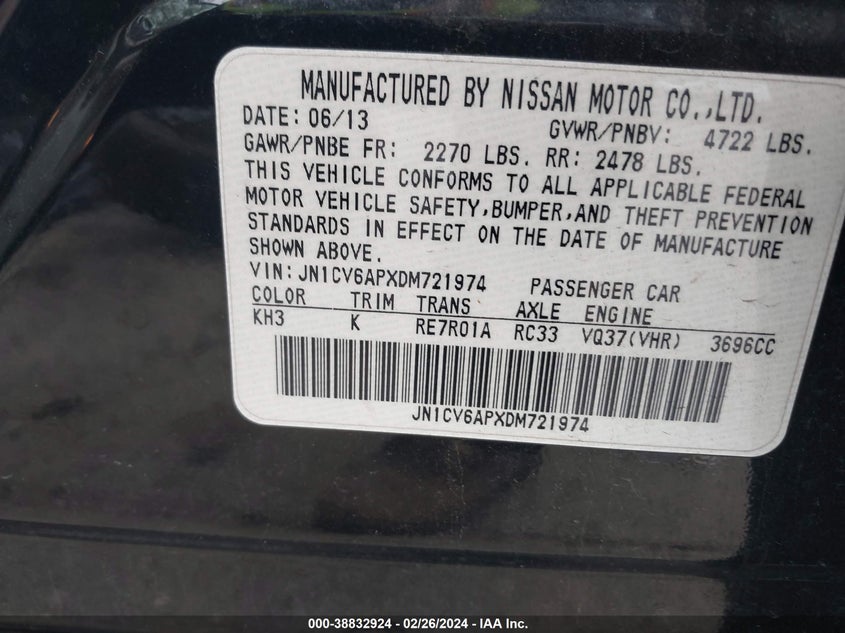 MANUFACTURED BY NISSAN MOTOR CO.,LTD.
DATE: 06/13 GVWR/PNBV: 4722 LBS.
GAWR/PNBE FR: 2270 LBS. RR: 2478 LBS.
THIS VEHICLE CONFORMS TO ALL APPLICABLE FEDERAL
MOTOR VEHICLE SAFETY,BUMPER,AND THEFT PREVENTION
STANDARDS IN EFFECT ON THE DATE OF MANUFACTURE
SHOWN ABOVE.
VIN:JN1CV6APXDM721974 PASSENGER CAR
COLOR TRIM TRANS AXLE ENGINE
KH3 K RE7R01A RC33 VQ37(VHR) 3696CC
JN1CV6APXDM721974
000-38832924 - 02/26/2024 - IAA Inc.